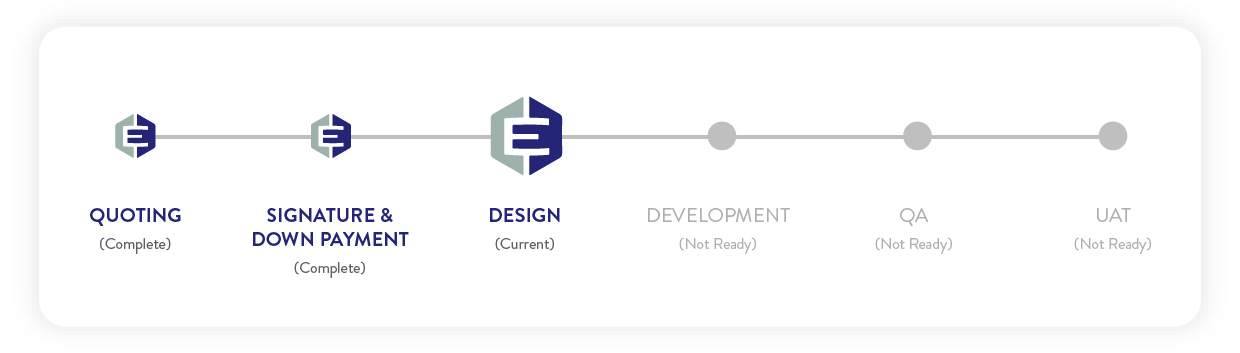 QUOTING
(Complete)
SIGNATURE &
DOWN PAYMENT
(Complete)
DESIGN
(Current)
DEVELOPMENT
(Not Ready)
QA
(Not Ready)
UAT
(Not Ready)